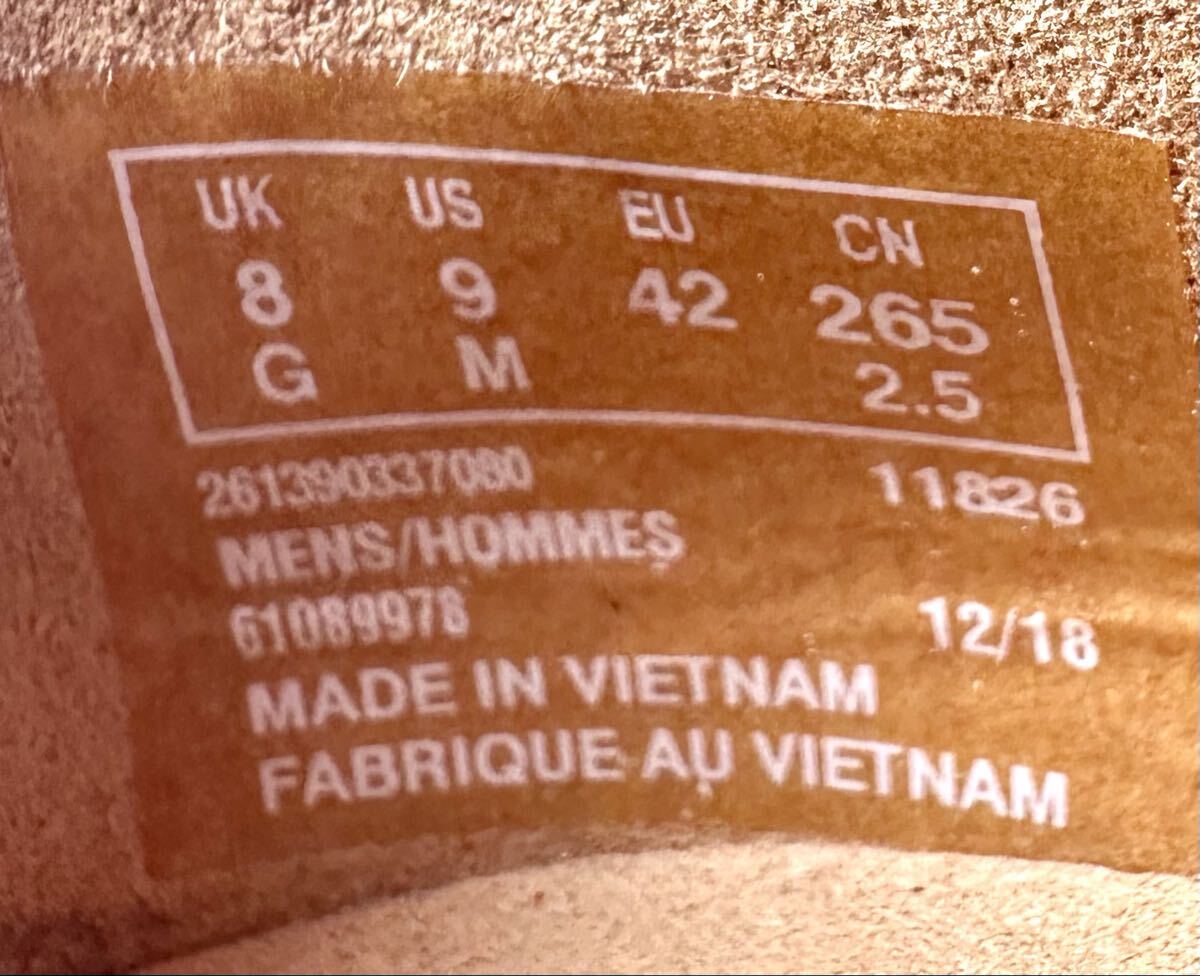 UK US EU CN
8 9 42 265
G M 2.5
261390337080 11826
MENS/HOMMES
61089978 12/18
MADE IN VIETNAM
FABRIQUE AU VIETNAM